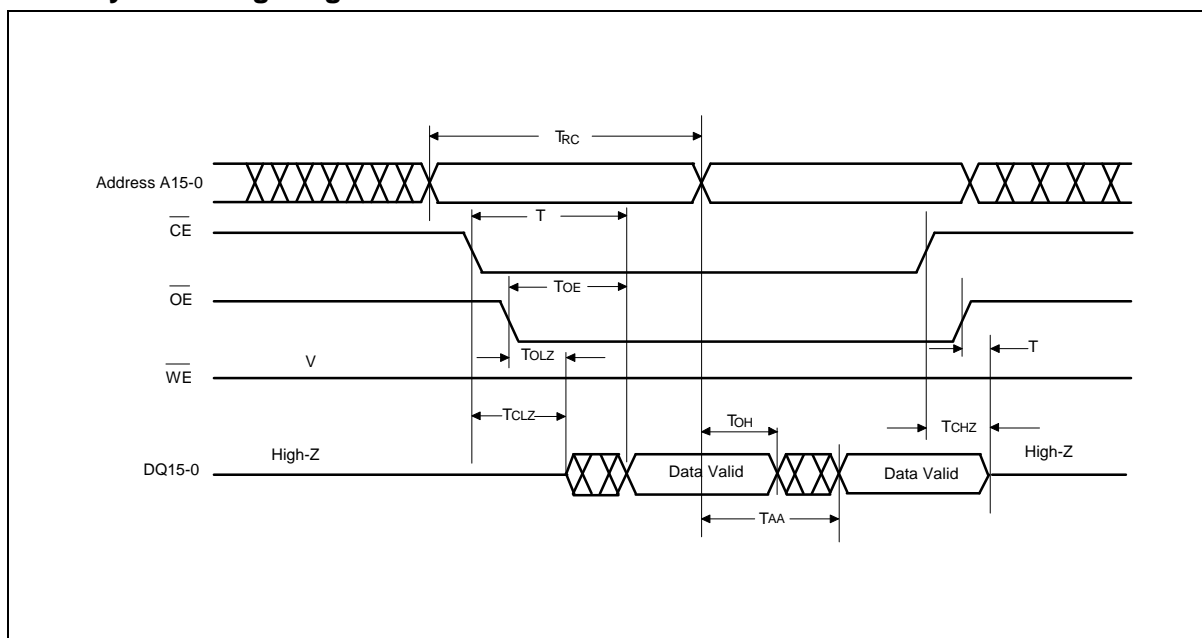 TRC
Address A15-0
T
CE
TOE
OE
TOLZ
T
V
WE
TCLZ
TOH
TCHZ
High-Z
High-Z
DQ15-0
Data Valid
Data Valid
TAA